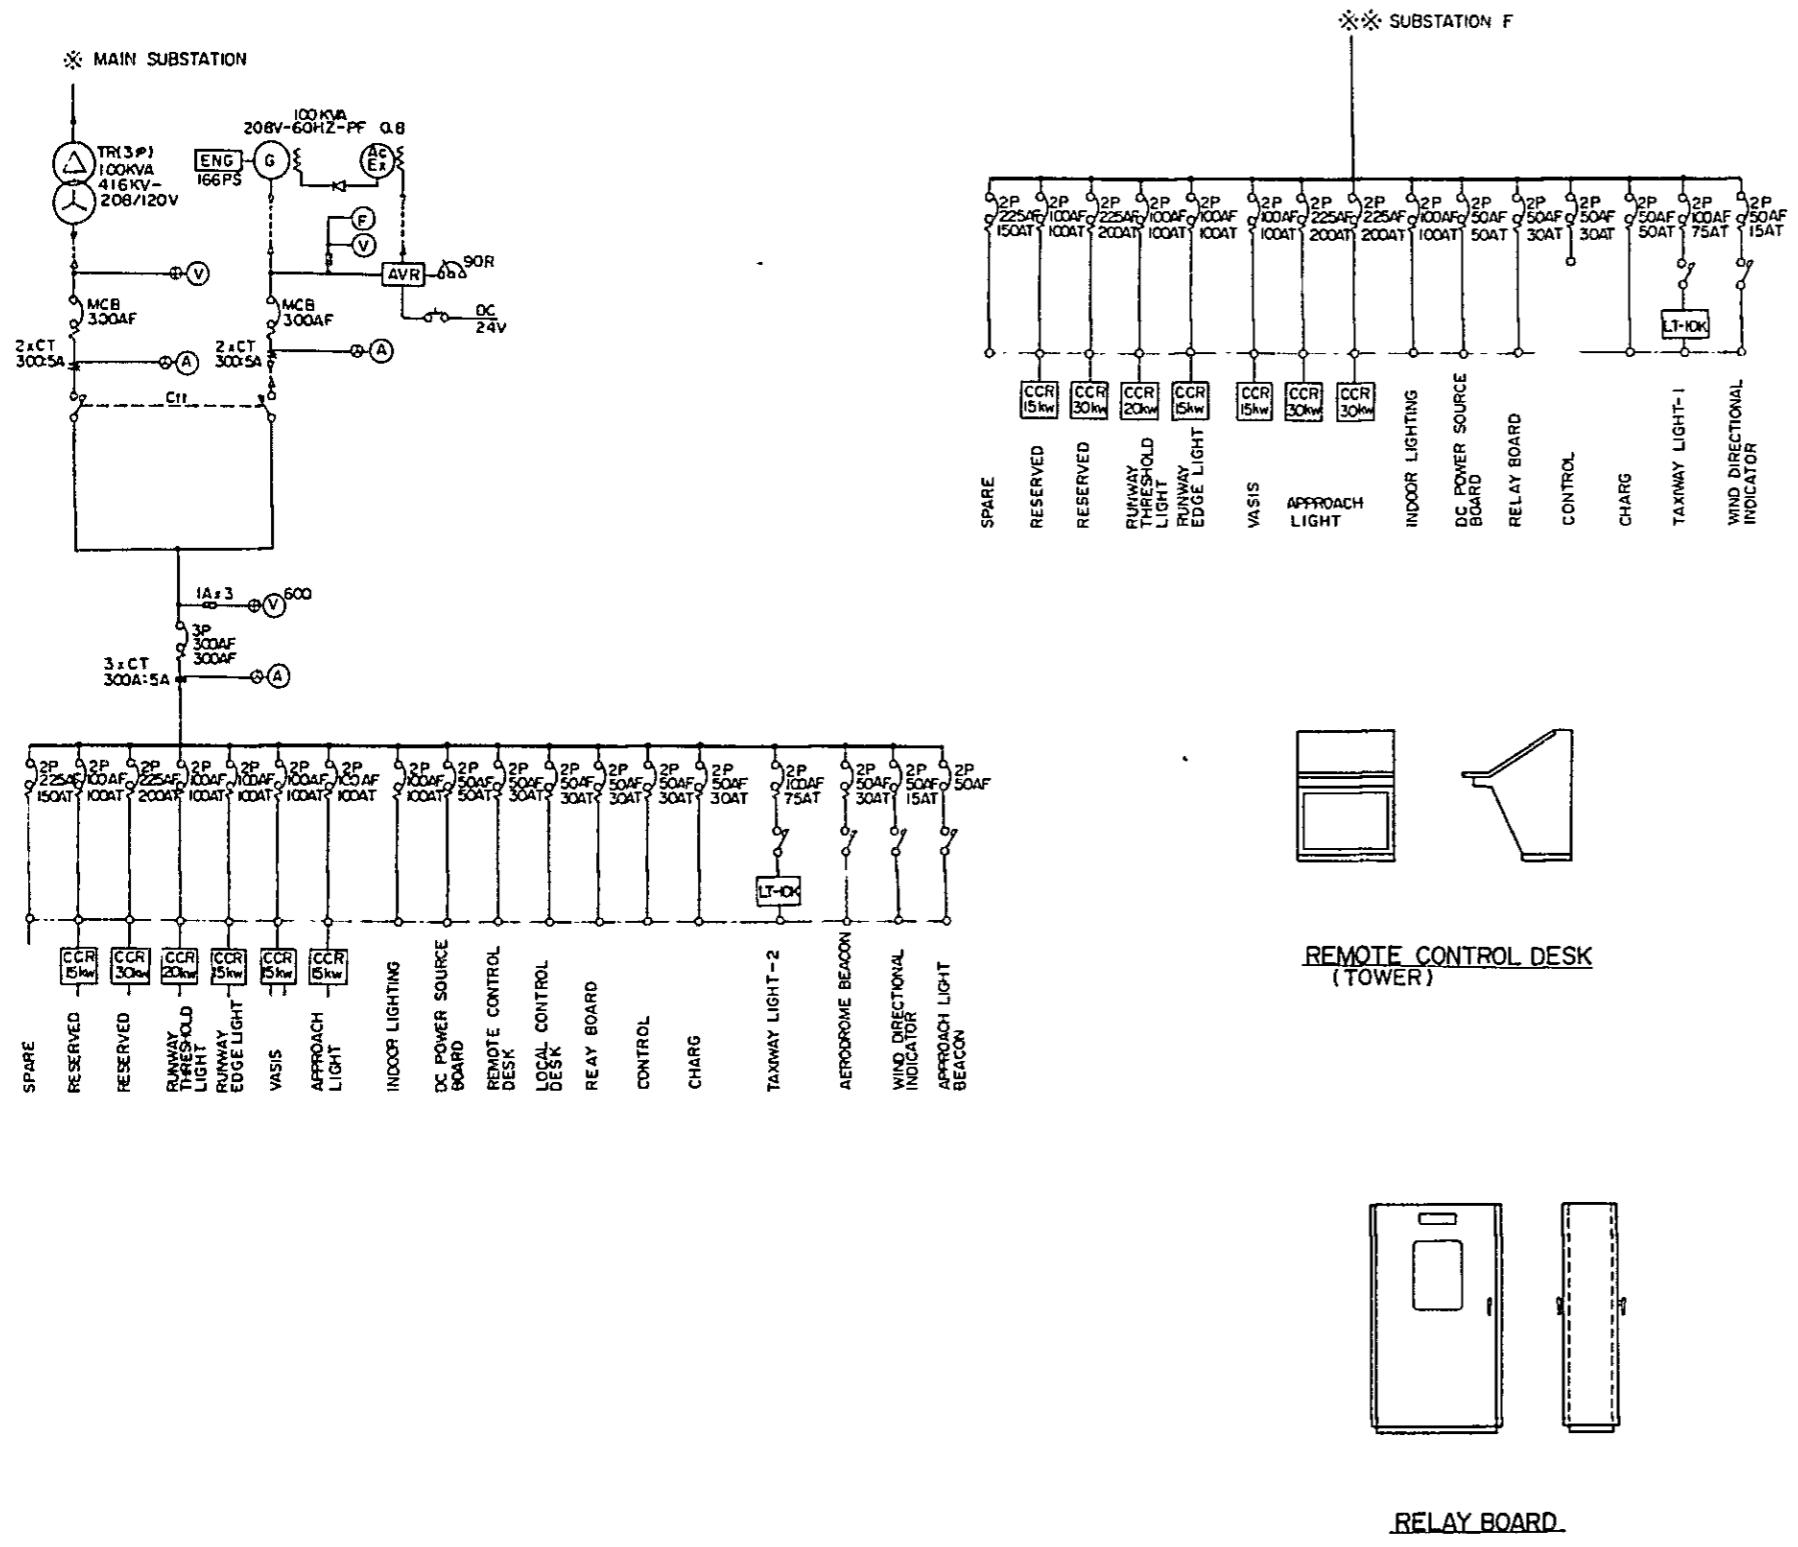 ※ MAIN SUBSTATION
TR(3P)
100KVA
416KV-
208/120V
100KVA
208V-60HZ-PF 0.8
ENG
166PS
G
Ac
Ex
F
V
V
AVR
90R
DC
24V
MCB
300AF
MCB
300AF
2xCT
300:5A
A
2xCT
300:5A
A
1Ax3
V
600
3P
300AF
300AF
3xCT
300A:5A
A
2P
225AF
150AT
2P
100AF
100AT
2P
225AF
200AT
2P
100AF
100AT
2P
100AF
100AT
2P
100AF
100AT
2P
100AF
100AT
2P
100AF
100AT
2P
50AF
50AT
2P
50AF
30AT
2P
50AF
30AT
2P
50AF
30AT
2P
50AF
30AT
2P
50AF
30AT
2P
100AF
75AT
2P
50AF
30AT
2P
50AF
15AT
2P
50AF
LT-10K
CCR
15kw
CCR
30kw
CCR
20kw
CCR
15kw
CCR
15kw
CCR
15kw
SPARE
RESERVED
RESERVED
RUNWAY
THRESHOLD
LIGHT
RUNWAY
EDGE LIGHT
VASIS
APPROACH
LIGHT
INDOOR LIGHTING
DC POWER SOURCE
BOARD
REMOTE CONTROL
DESK
LOCAL CONTROL
DESK
REAY BOARD
CONTROL
CHARG
TAXIWAY LIGHT-2
AERODROME BEACON
WIND DIRECTIONAL
INDICATOR
APPROACH LIGHT
BEACON
※※ SUBSTATION F
2P
225AF
150AT
2P
100AF
100AT
2P
225AF
200AT
2P
100AF
100AT
2P
100AF
100AT
2P
100AF
100AT
2P
225AF
200AT
2P
225AF
200AT
2P
100AF
100AT
2P
50AF
50AT
2P
50AF
30AT
2P
50AF
30AT
2P
50AF
50AT
2P
100AF
75AT
2P
50AF
15AT
LT-10K
CCR
15kw
CCR
30kw
CCR
20kw
CCR
15kw
CCR
15kw
CCR
30kw
CCR
30kw
SPARE
RESERVED
RESERVED
RUNWAY
THRESHOLD
LIGHT
RUNWAY
EDGE LIGHT
VASIS
APPROACH
LIGHT
INDOOR LIGHTING
DC POWER SOURCE
BOARD
RELAY BOARD
CONTROL
CHARG
TAXIWAY LIGHT-1
WIND DIRECTIONAL
INDICATOR
REMOTE CONTROL DESK
(TOWER)
RELAY BOARD